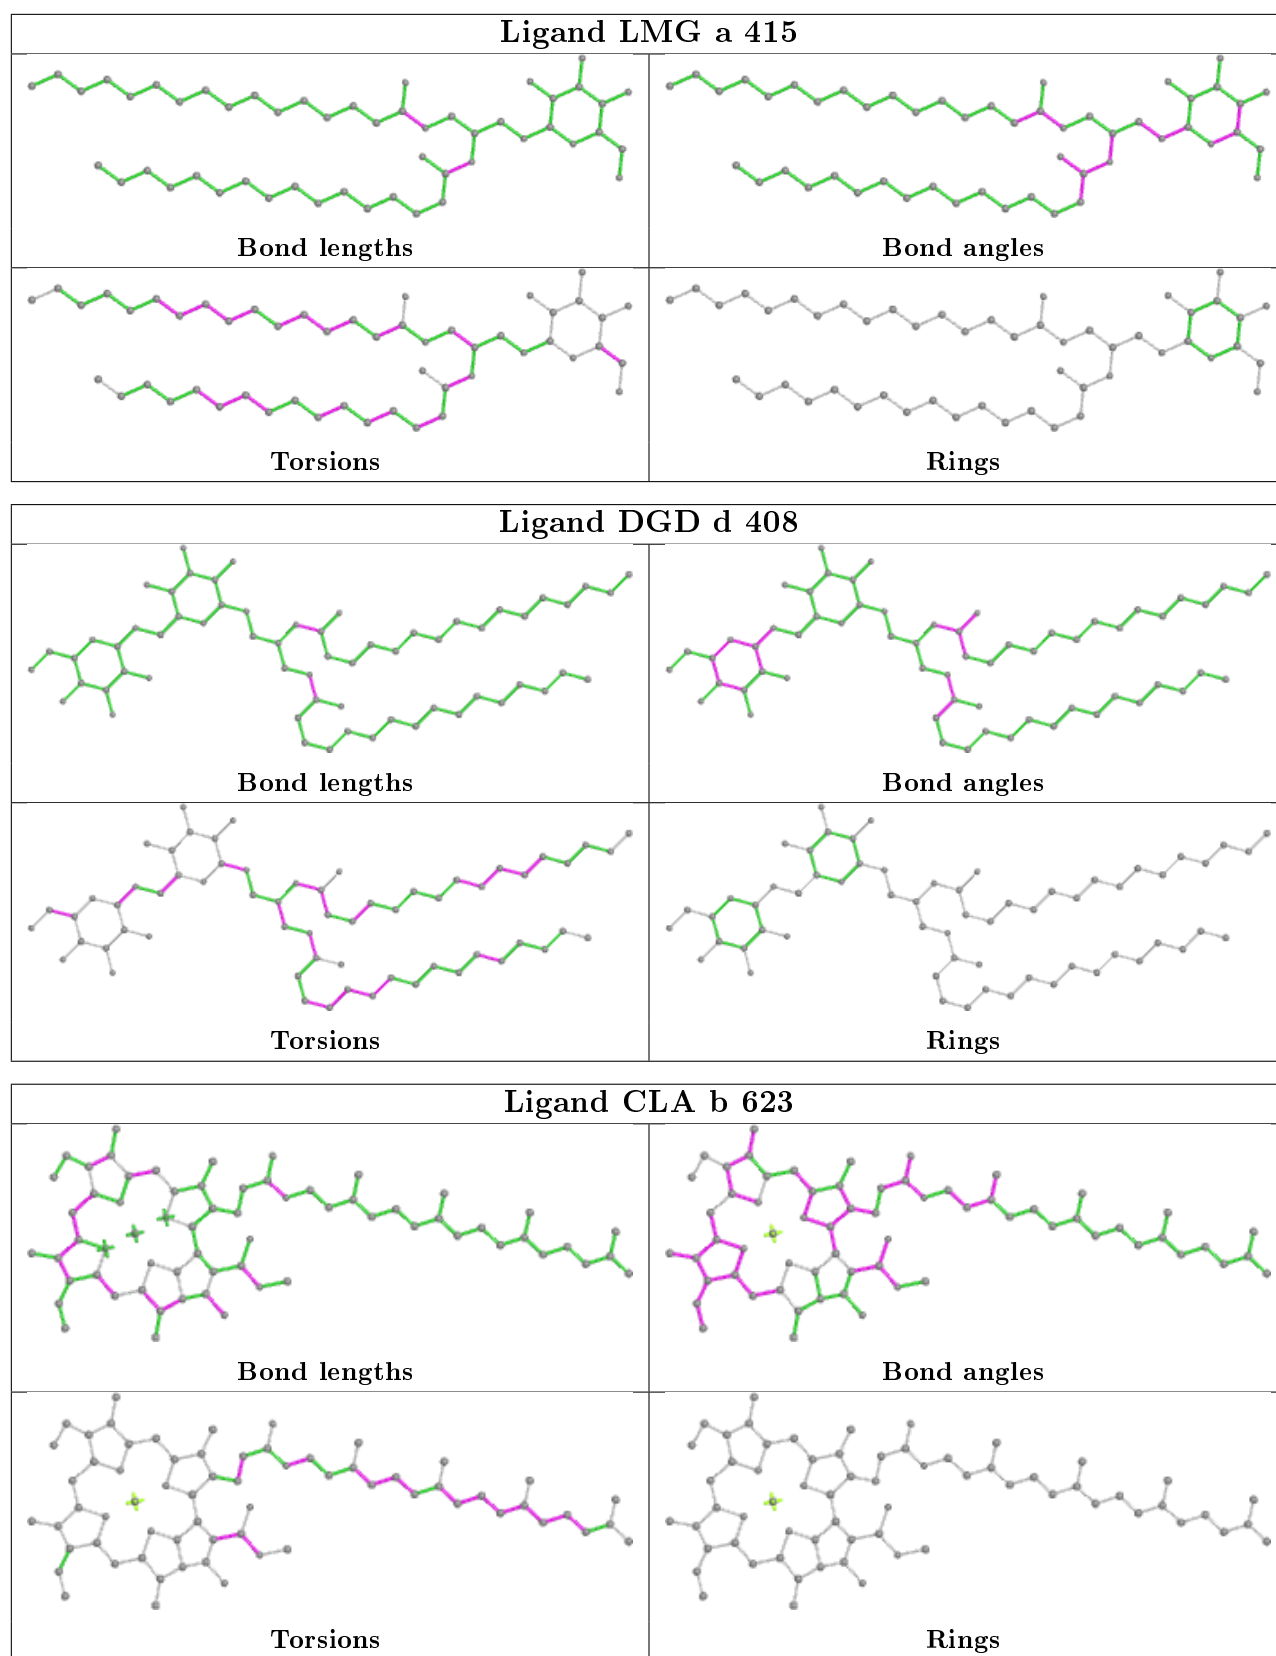 Ligand LMG a 415
Bond lengths
Bond angles
Torsions
Rings
Ligand DGD d 408
Bond lengths
Bond angles
Torsions
Rings
Ligand CLA b 623
Bond lengths
Bond angles
Torsions
Rings